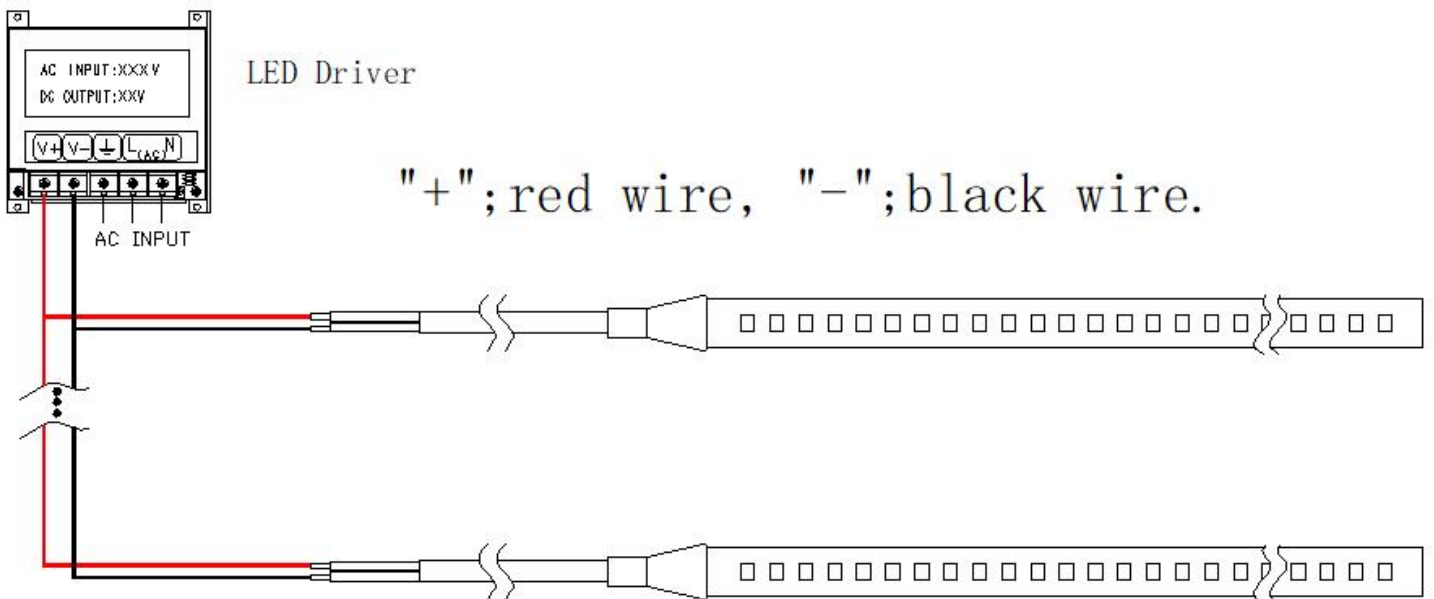 AC INPUT:XXXV
DC OUTPUT:XXV
LED Driver
V+ V- L(AC)N
"+";red wire, "-";black wire.
AC INPUT